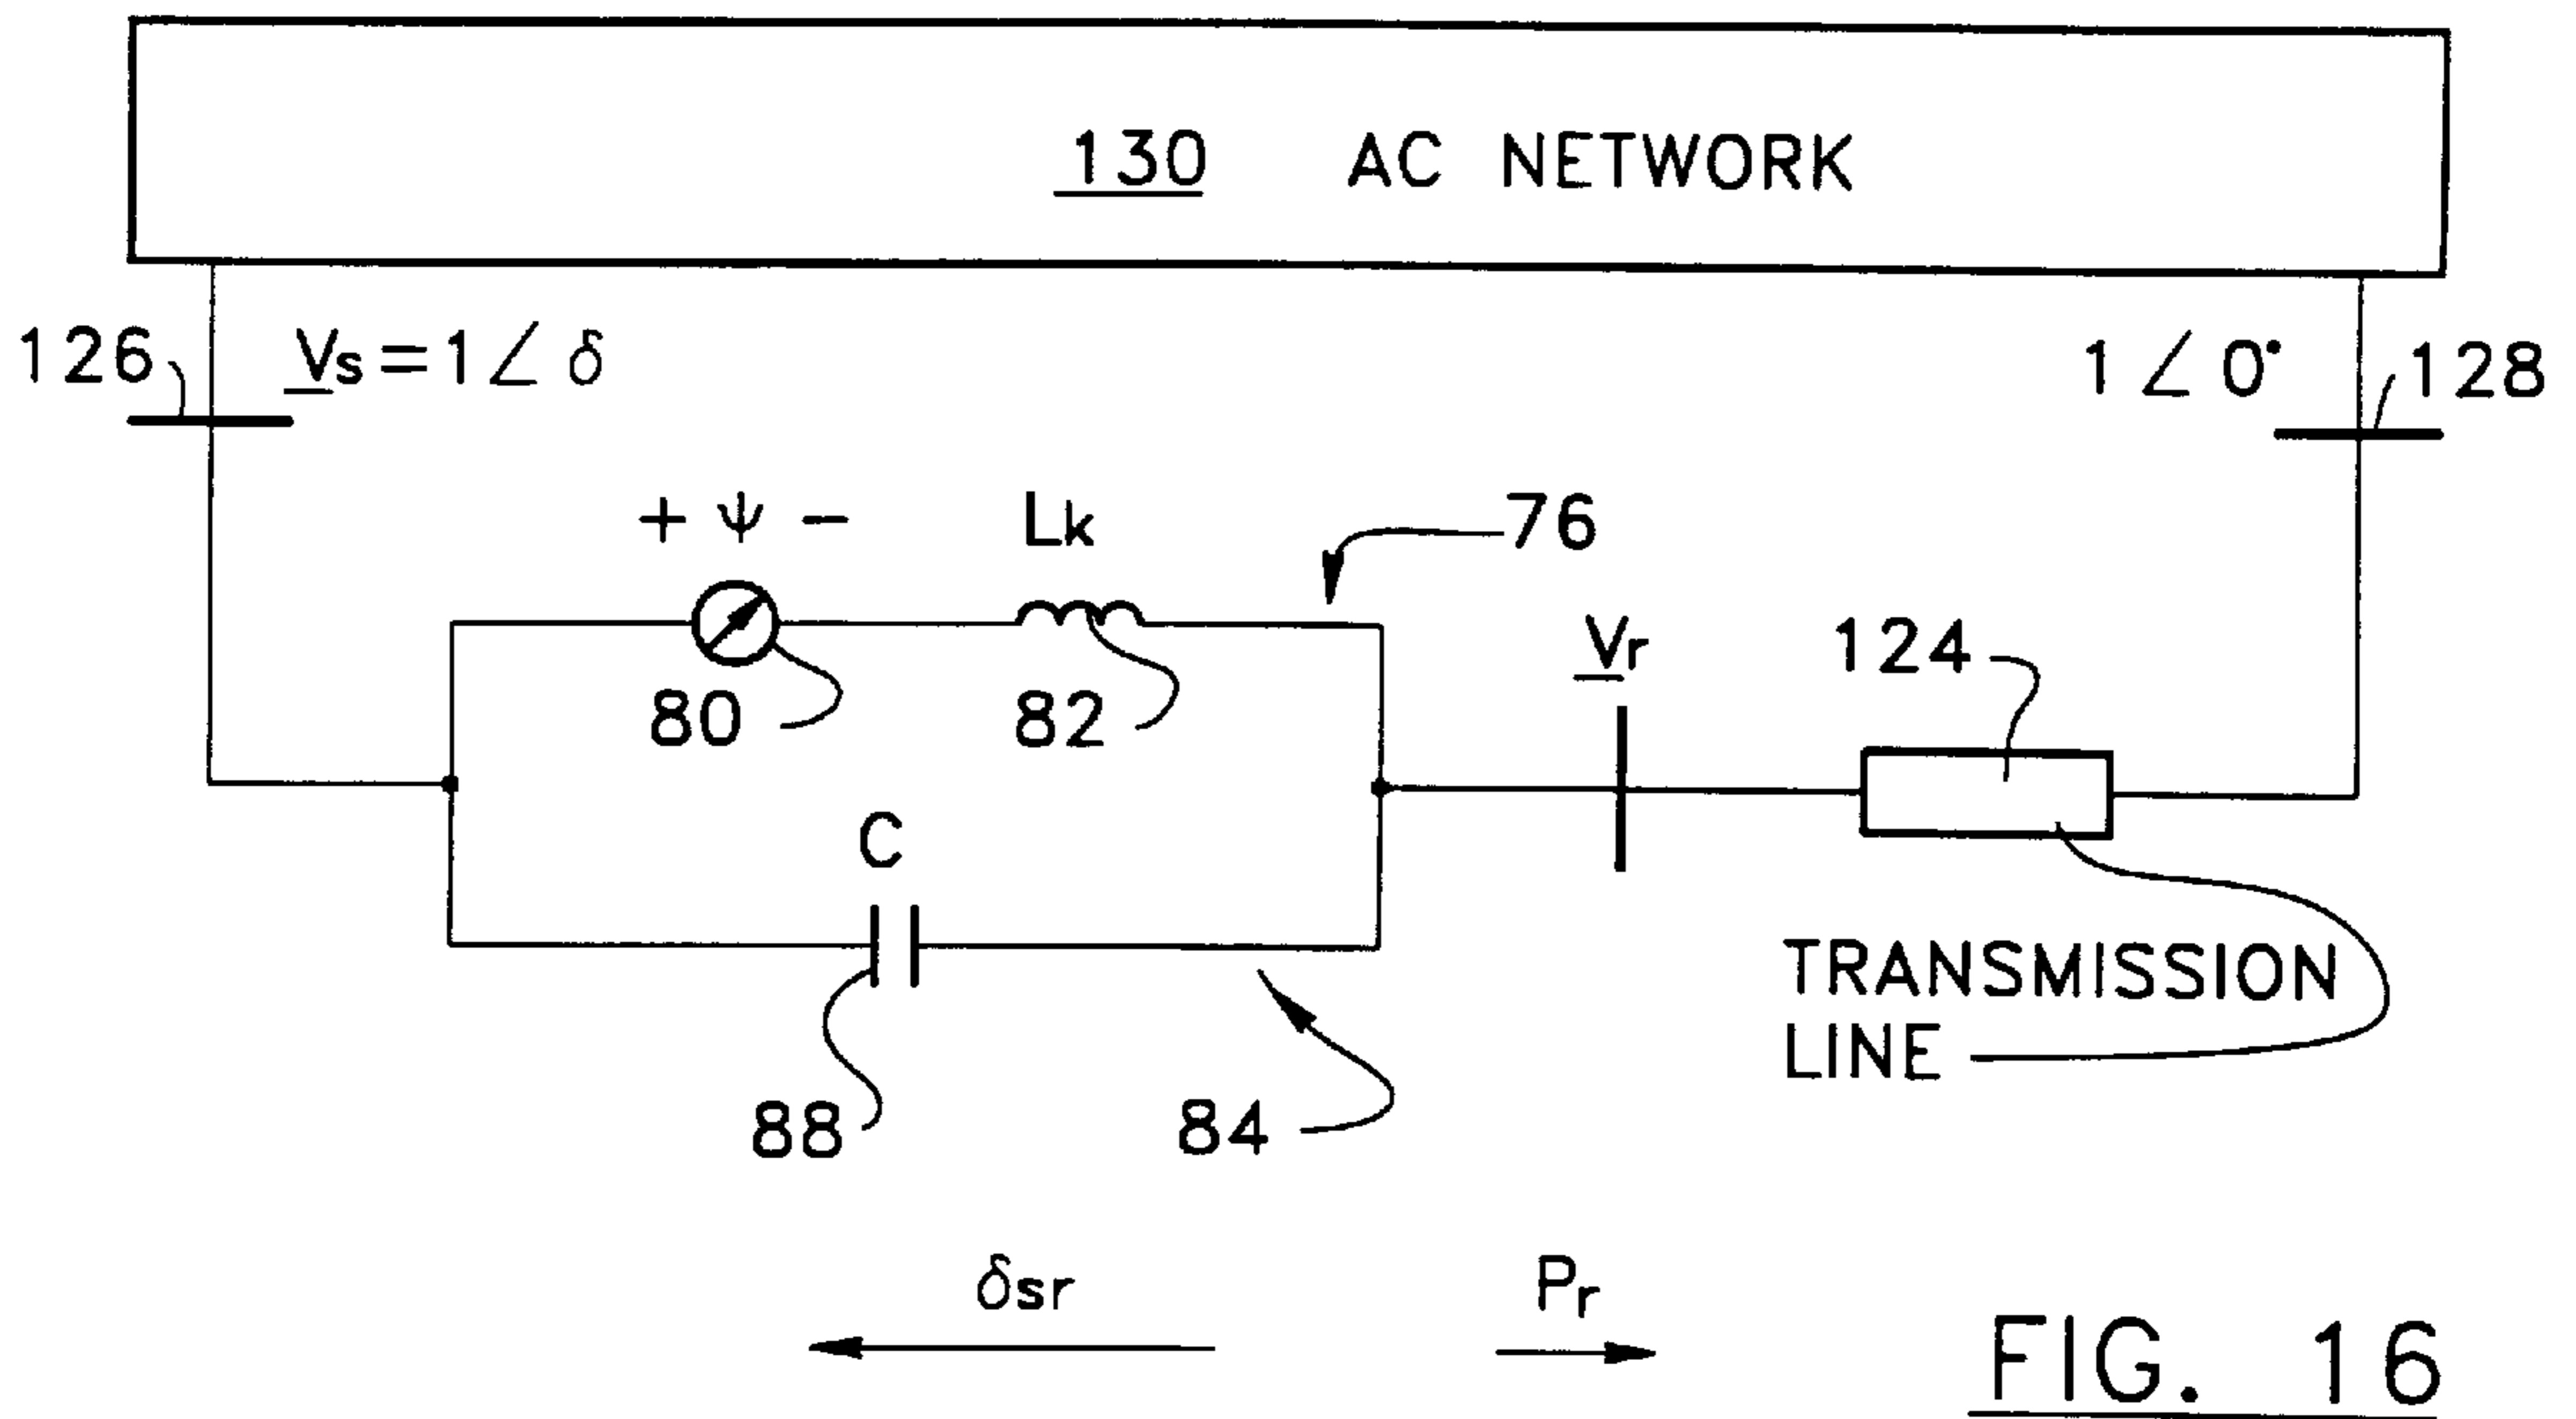 130 AC NETWORK
126 Vs = 1 ∠ δ
1 ∠ 0° 128
+ ψ − Lk 76
Vr 124
80 82
C
TRANSMISSION
LINE
88 84
δsr Pr
FIG. 16